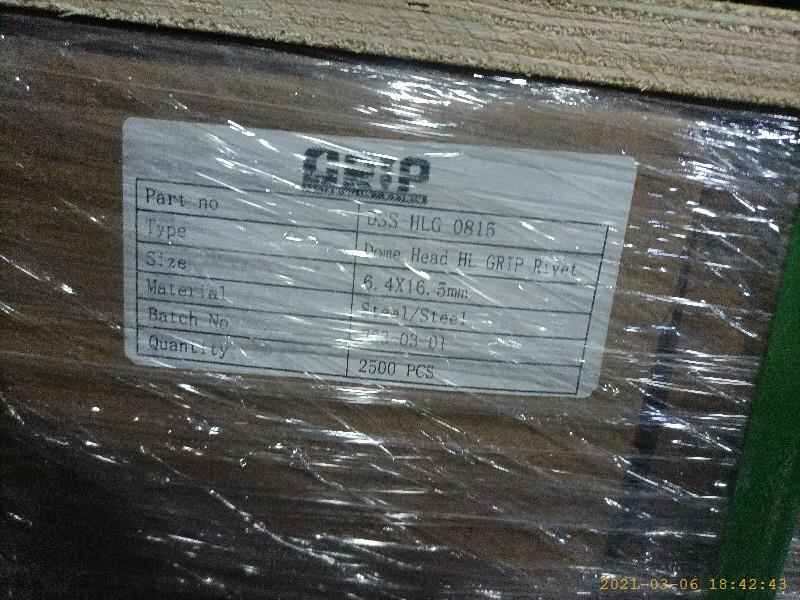 GRIP
Part no DSS HLG 0815
Type Dome Head HL GRIP Rivet
Size 6.4X16.5mm
Material Steel/Steel
Batch No
Quantity 2500 PCS
2021-03-06 18:42:43